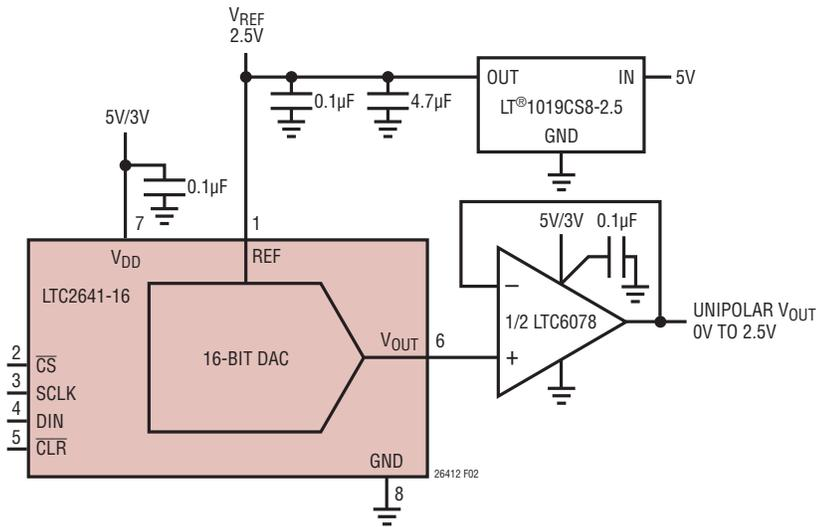 VREF
2.5V
OUT
IN
5V
0.1µF
4.7µF
LT®1019CS8-2.5
GND
5V/3V
0.1µF
7
1
5V/3V
0.1µF
VDD
REF
LTC2641-16
–
1/2 LTC6078
+
UNIPOLAR VOUT
0V TO 2.5V
VOUT
6
16-BIT DAC
2
CS
3
SCLK
4
DIN
5
CLR
GND
26412 F02
8